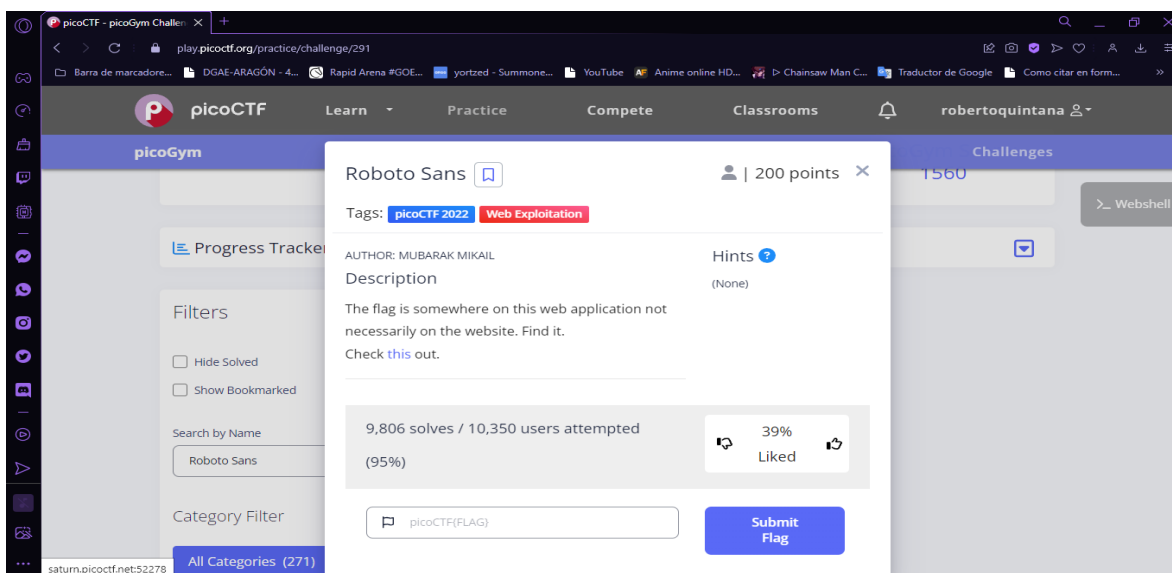 picoCTF - picoGym Challen
play.picoctf.org/practice/challenge/291
Barra de marcadore... DGAE-ARAGÓN - 4... Rapid Arena #GOE... yortzed - Summone... YouTube Anime online HD... ▷ Chainsaw Man C... Traductor de Google Como citar en form... »
picoCTF Learn Practice Compete Classrooms robertoquintana
picoGym Challenges
Roboto Sans | 200 points
1560
>_ Webshell
Tags: picoCTF 2022 Web Exploitation
Progress Tracke
AUTHOR: MUBARAK MIKAIL
Hints ?
Description
(None)
The flag is somewhere on this web application not
necessarily on the website. Find it.
Check this out.
Filters
Hide Solved
Show Bookmarked
Search by Name
Roboto Sans
9,806 solves / 10,350 users attempted
(95%)
39%
Liked
Category Filter
picoCTF{FLAG}
Submit
Flag
All Categories (271)
saturn.picoctf.net:52278